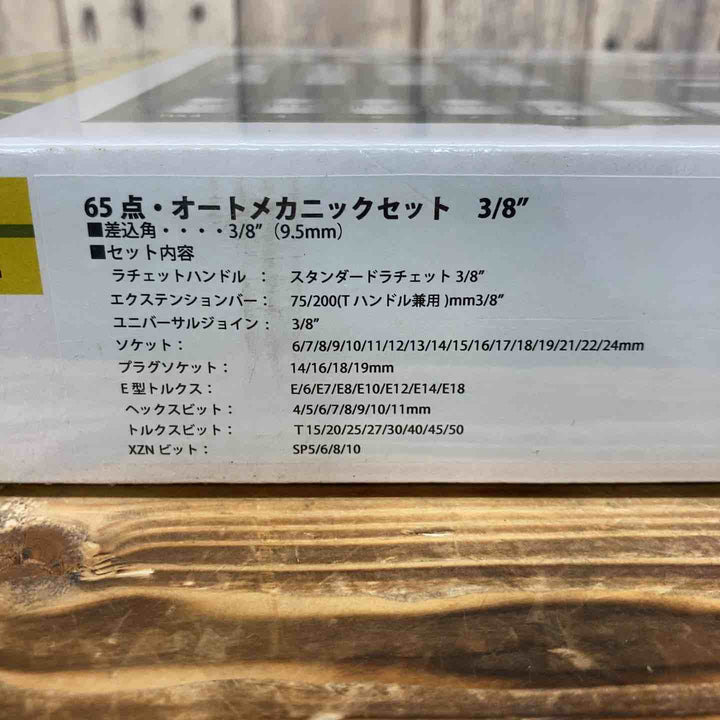 65 点・オートメカニックセット 3/8”
■差込角・・・・3/8”（9.5mm）
■セット内容
ラチェットハンドル ： スタンダードラチェット 3/8”
エクステンションバー： 75/200(T ハンドル兼用 )mm3/8”
ユニバーサルジョイン： 3/8”
ソケット： 6/7/8/9/10/11/12/13/14/15/16/17/18/19/21/22/24mm
プラグソケット： 14/16/18/19mm
E 型トルクス： E/6/E7/E8/E10/E12/E14/E18
ヘックスビット： 4/5/6/7/8/9/10/11mm
トルクスビット： T 15/20/25/27/30/40/45/50
XZN ビット： SP5/6/8/10